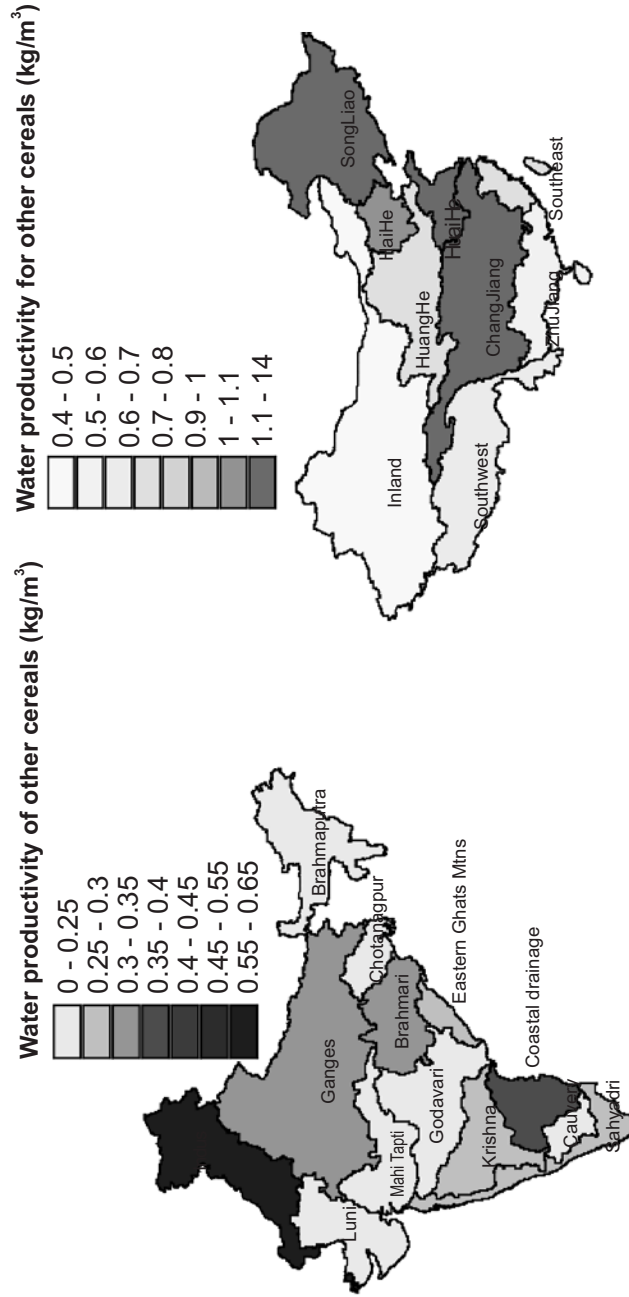 Water productivity of other cereals (kg/m³)
0 - 0.25
0.25 - 0.3
0.3 - 0.35
0.35 - 0.4
0.4 - 0.45
0.45 - 0.55
0.55 - 0.65
Brahmaputra
Ganges
Chotanagpur
Luni
Mahi Tapti
Brahmari
Godavari
Eastern Ghats Mtns
Krishna
Coastal drainage
Cauvery
Sahyadri
Water productivity for other cereals (kg/m³)
0.4 - 0.5
0.5 - 0.6
0.6 - 0.7
0.7 - 0.8
0.9 - 1
1 - 1.1
1.1 - 14
SongLiao
HaiHe
Inland
HuangHe
HuaiHe
Southwest
ChangJiang
ZhuJiang
Southeast